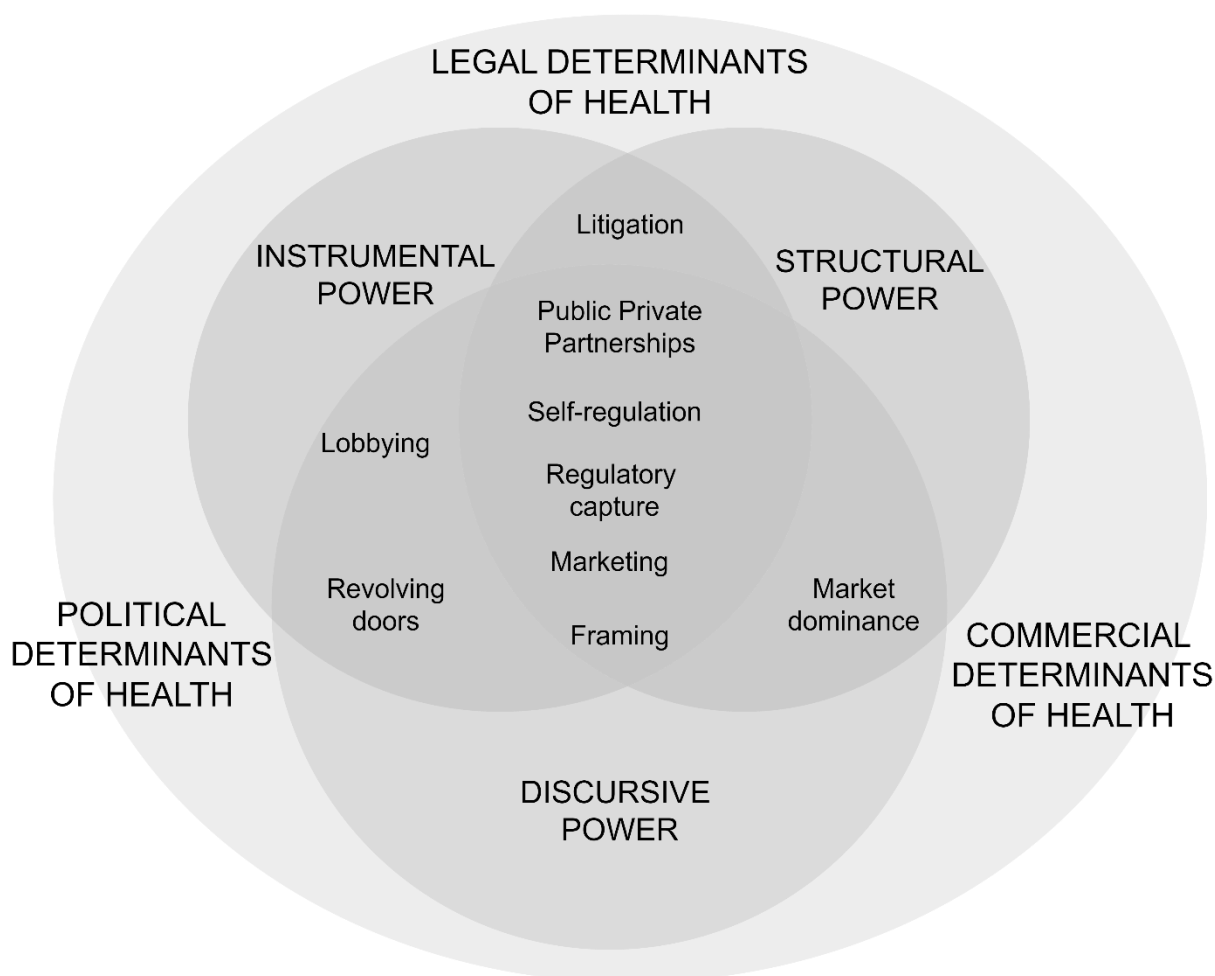 LEGAL DETERMINANTS
OF HEALTH
Litigation
INSTRUMENTAL
POWER
STRUCTURAL
POWER
Public Private
Partnerships
Self-regulation
Lobbying
Regulatory
capture
Marketing
Revolving
doors
Market
dominance
Framing
POLITICAL
DETERMINANTS
OF HEALTH
COMMERCIAL
DETERMINANTS
OF HEALTH
DISCURSIVE
POWER